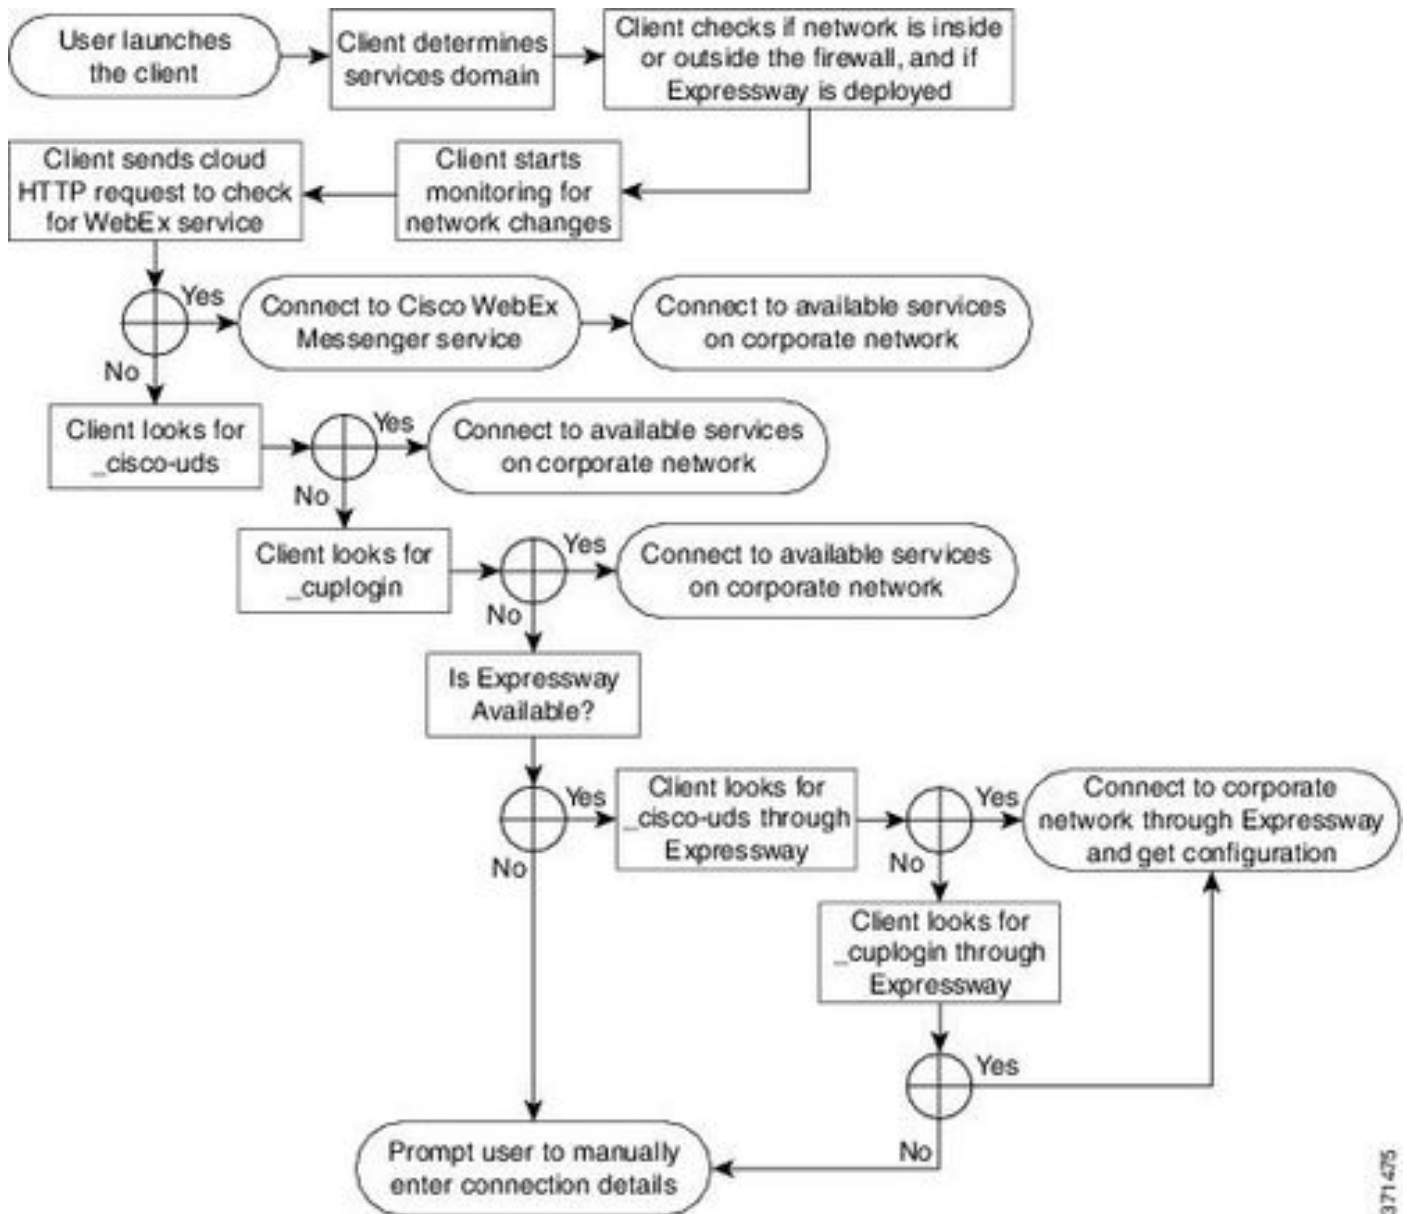 User launches
the client
Client determines
services domain
Client checks if network is inside
or outside the firewall, and if
Expressway is deployed
Client sends cloud
HTTP request to check
for WebEx service
Client starts
monitoring for
network changes
Yes
Connect to Cisco WebEx
Messenger service
Connect to available services
on corporate network
No
Client looks for
_cisco-uds
Yes
Connect to available services
on corporate network
No
Client looks for
_cuplogin
Yes
Connect to available services
on corporate network
No
Is Expressway
Available?
Yes
Client looks for
_cisco-uds through
Expressway
Yes
Connect to corporate
network through Expressway
and get configuration
No
No
Client looks for
_cuplogin through
Expressway
Yes
No
Prompt user to manually
enter connection details
371475